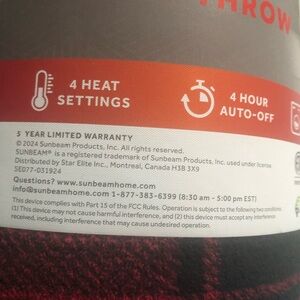 THROW
4 HEAT
SETTINGS
4 HOUR
AUTO-OFF
5 YEAR LIMITED WARRANTY
© 2024 Sunbeam Products, Inc. All rights reserved.
SUNBEAM® is a registered trademark of Sunbeam Products, Inc. used under license.
Distributed by Star Elite Inc., Montreal, Canada H3B 3X9
SE077-031924
Questions? www.sunbeamhome.com
info@sunbeamhome.com 1-877-383-6399 (8:30 am - 5:00 pm EST)
This device complies with Part 15 of the FCC Rules. Operation is subject to the following two conditions:
(1) This device may not cause harmful interference, and (2) this device must accept any interference
received, including interference that may cause undesired operation.